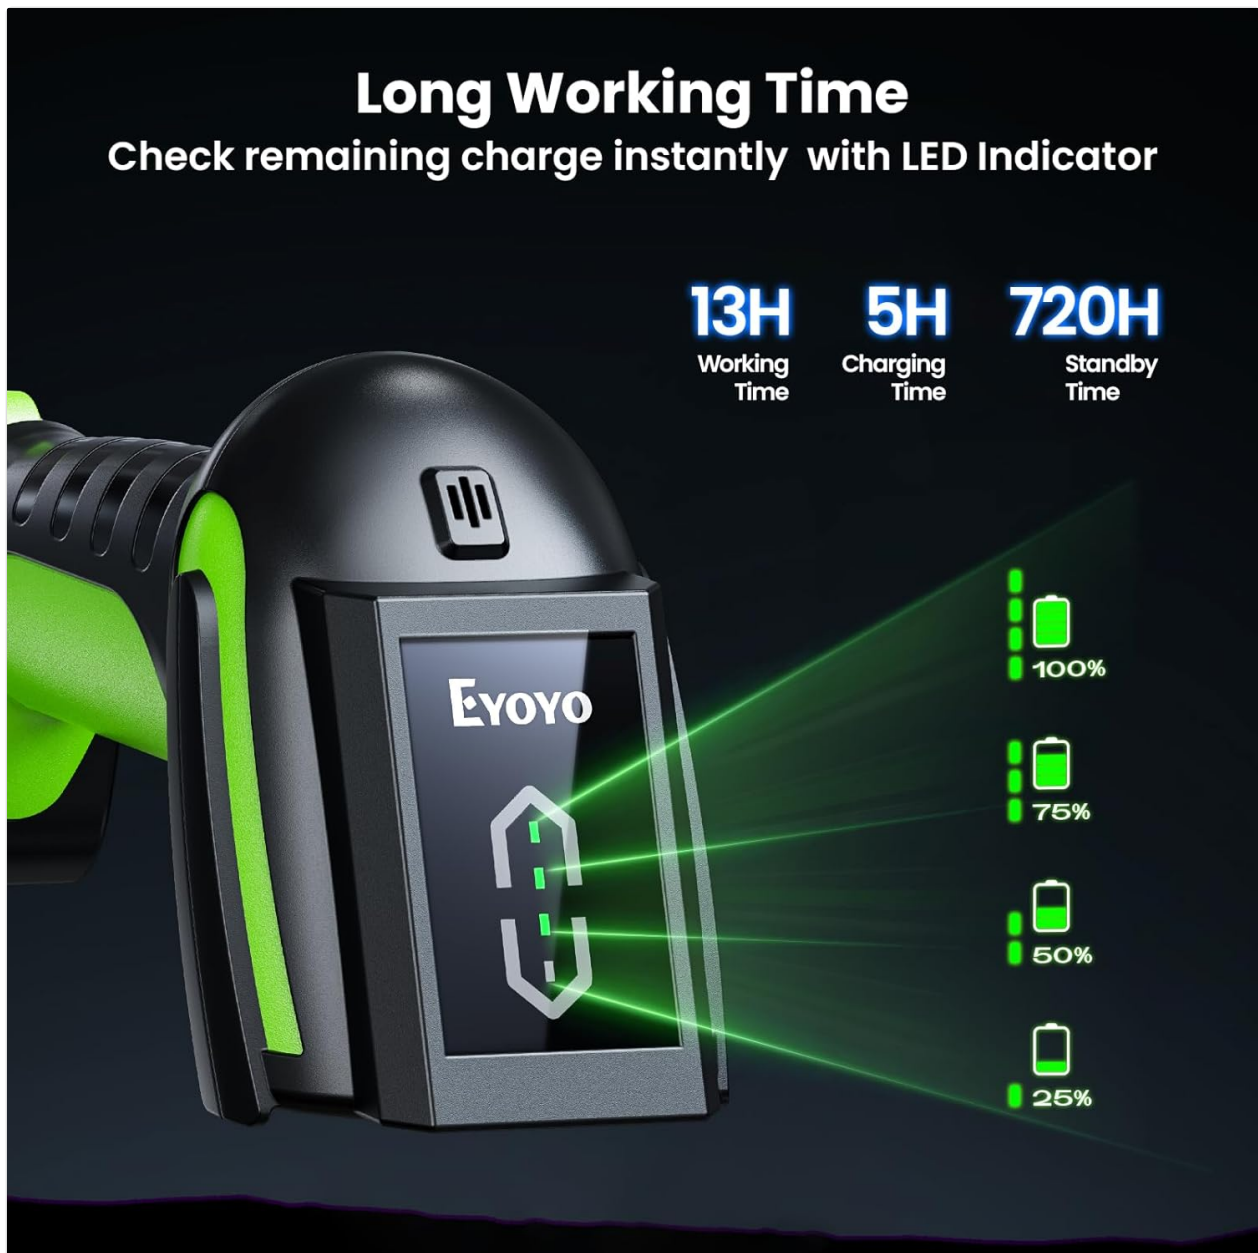 Long Working Time
Check remaining charge instantly with LED Indicator
13H
Working
Time
5H
Charging
Time
720H
Standby
Time
EYOYO
100%
75%
50%
25%